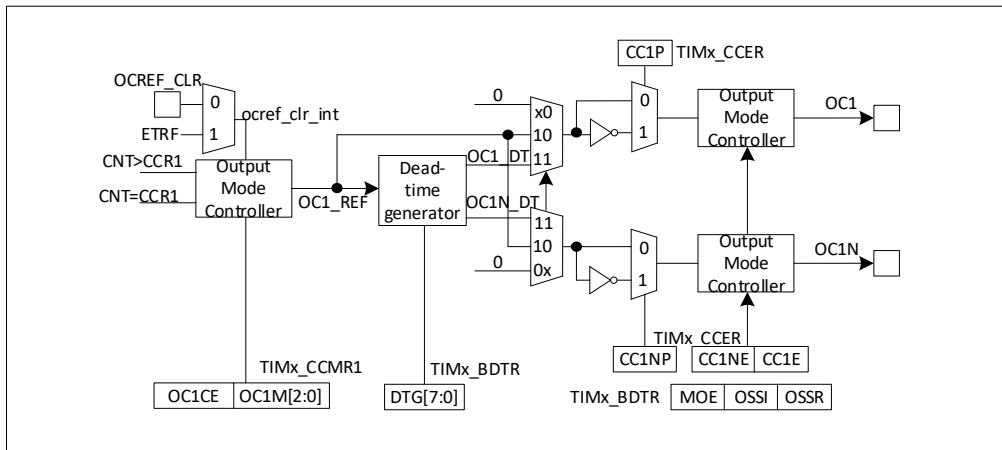 CC1P TIMx_CCER
OCREF_CLR
0
1
ocref_clr_int
ETRF
CNT>CCR1
CNT=CCR1
Output
Mode
Controller
OC1_REF
Dead-
time
generator
OC1_DT
OC1N_DT
0
x0
10
11
11
10
0x
0
0
1
0
1
Output
Mode
Controller
OC1
Output
Mode
Controller
OC1N
TIMx_CCER
CC1NP CC1NE CC1E
TIMx_CCMR1
OC1CE OC1M[2:0]
TIMx_BDTR
DTG[7:0]
TIMx_BDTR MOE OSSI OSSR